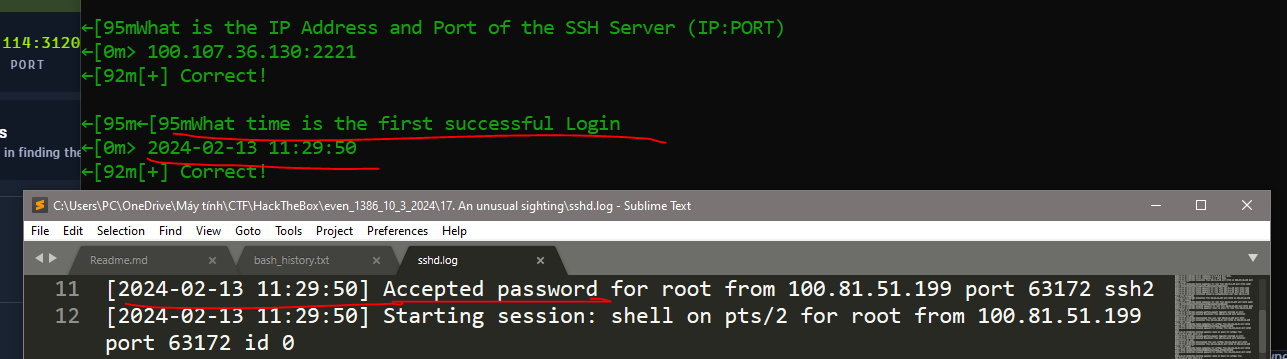 ←[95mWhat is the IP Address and Port of the SSH Server (IP:PORT)
114:3120 ←[0m> 100.107.36.130:2221
PORT ←[92m[+] Correct!
←[95m←[95mWhat time is the first successful Login
s ←[0m> 2024-02-13 11:29:50
in finding the ←[92m[+] Correct!
C:\Users\PC\OneDrive\Máy tính\CTF\HackTheBox\even_1386_10_3_2024\17. An unusual sighting\sshd.log - Sublime Text
File Edit Selection Find View Goto Tools Project Preferences Help
Readme.md bash_history.txt sshd.log
11 [2024-02-13 11:29:50] Accepted password for root from 100.81.51.199 port 63172 ssh2
12 [2024-02-13 11:29:50] Starting session: shell on pts/2 for root from 100.81.51.199
port 63172 id 0